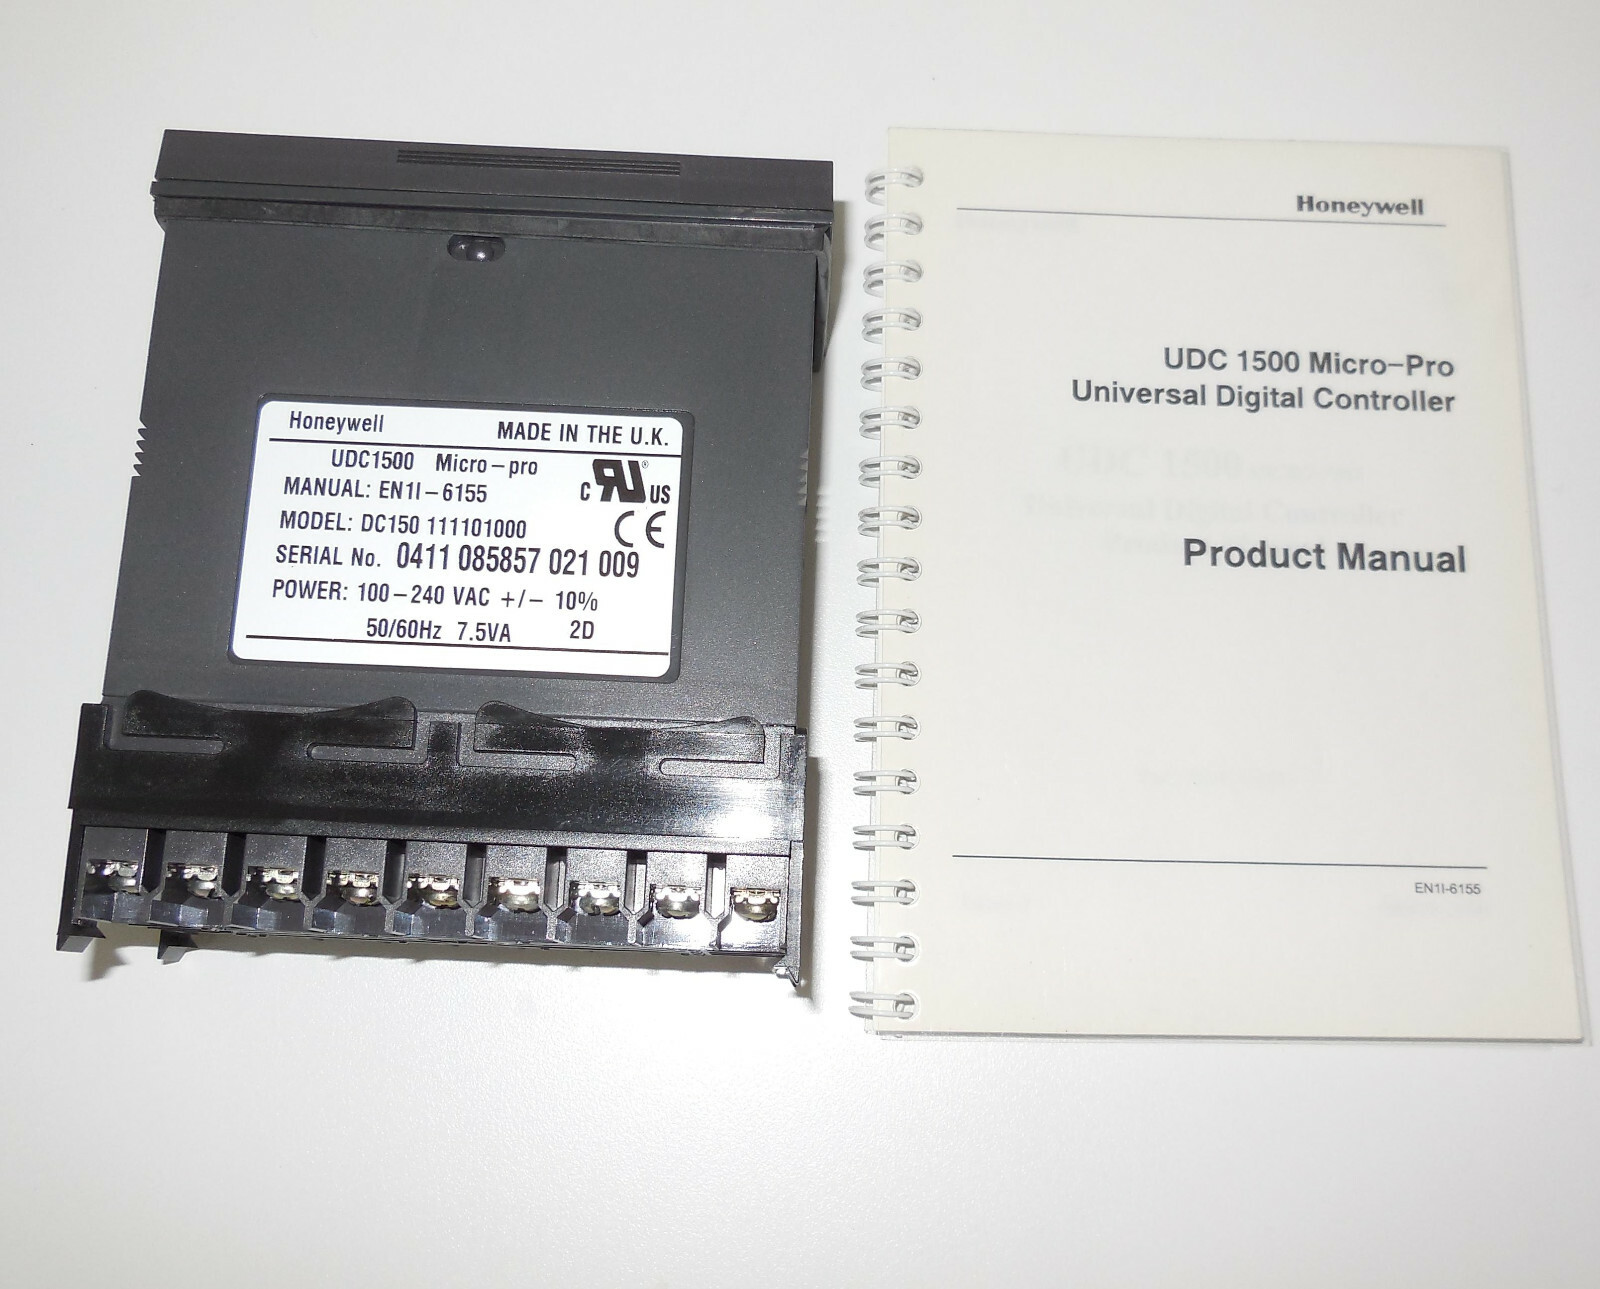 Honeywell
MADE IN THE U.K.
UDC1500 Micro-pro
MANUAL: EN1I-6155
C RU ® US
MODEL: DC150 111101000
CE
SERIAL No. 0411 085857 021 009
POWER: 100-240 VAC +/- 10%
50/60Hz 7.5VA 2D
Honeywell
UDC 1500 Micro-Pro
Universal Digital Controller
Product Manual
EN1I-6155